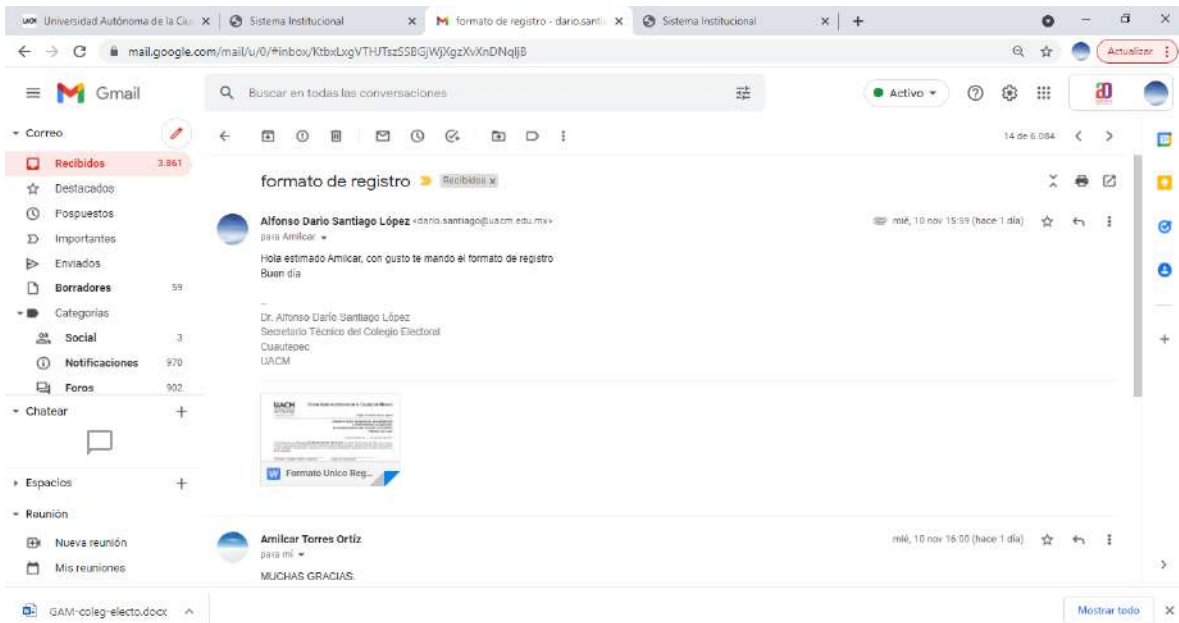 Universidad Autónoma de la Ciu
Sistema Institucional
formato de registro - dario.santi
Sistema Institucional
mail.google.com/mail/u/0/#inbox/
Actualizar
Gmail
Buscar en todas las conversaciones
Activo
Correo
14 de 6.084
Recibidos 3.861
formato de registro Recibidos x
Destacados
Pospuestos
Alfonso Dario Santiago López <dario.santiago@uacm.edu.mx>
mié, 10 nov 15:59 (hace 1 día)
para Amilcar
Importantes
Enviados
Hola estimado Amilcar, con gusto te mando el formato de registro
Buen día
Borradores 59
Categorías
--
Dr. Alfonso Darío Santiago López
Secretario Técnico del Colegio Electoral
Cuautepec
UACM
Social 3
Notificaciones 970
Foros 902
Chatear
UACM
Formato Unico Reg...
Espacios
Reunión
Nueva reunión
Mis reuniones
Amilcar Torres Ortíz
mié, 10 nov 16:00 (hace 1 día)
para mí
MUCHAS GRACIAS.
GAM-coleg-electo.docx
Mostrar todo